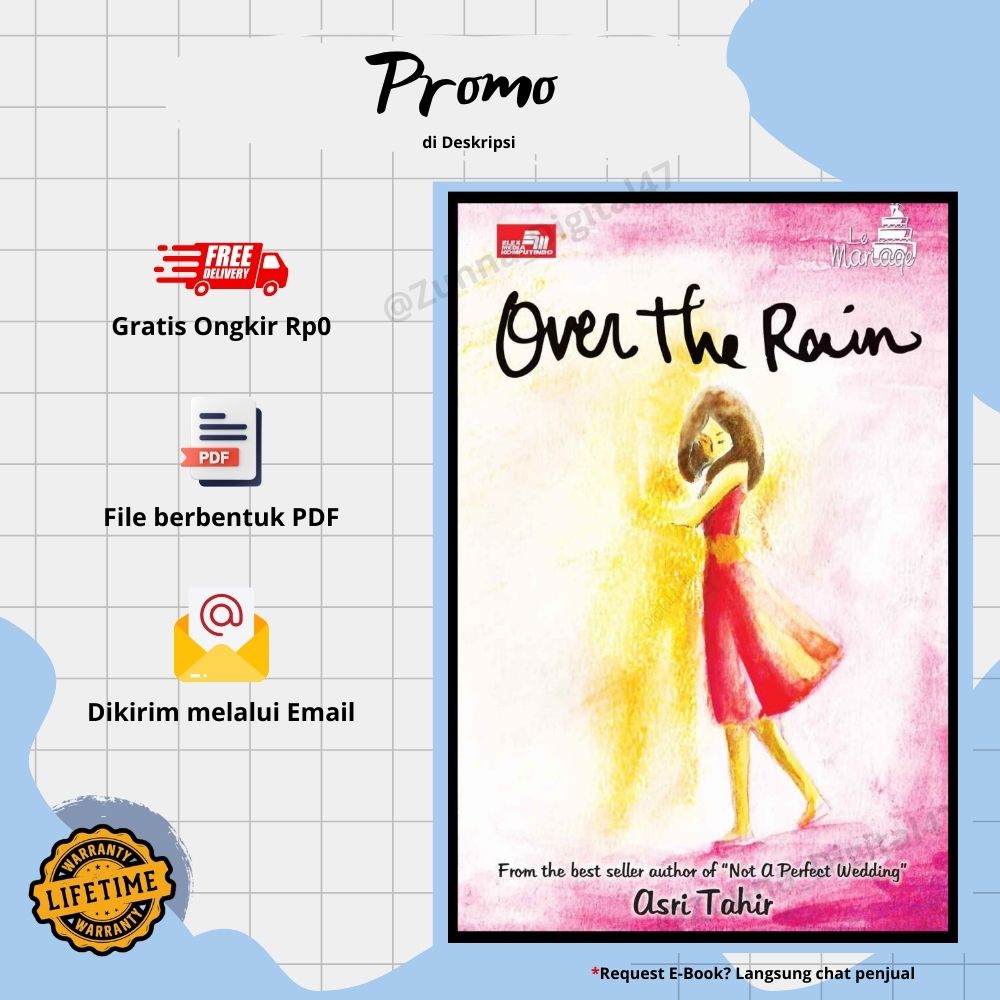 Promo
di Deskripsi
FREE
DELIVERY
Gratis Ongkir Rp0
PDF
File berbentuk PDF
@
Dikirim melalui Email
WARRANTY
LIFETIME
WARRANTY
ELEX
MEDIA
KOMPUTINDO
Le
Mariage
Over The Rain
From the best seller author of "Not A Perfect Wedding"
Asri Tahir
*Request E-Book? Langsung chat penjual